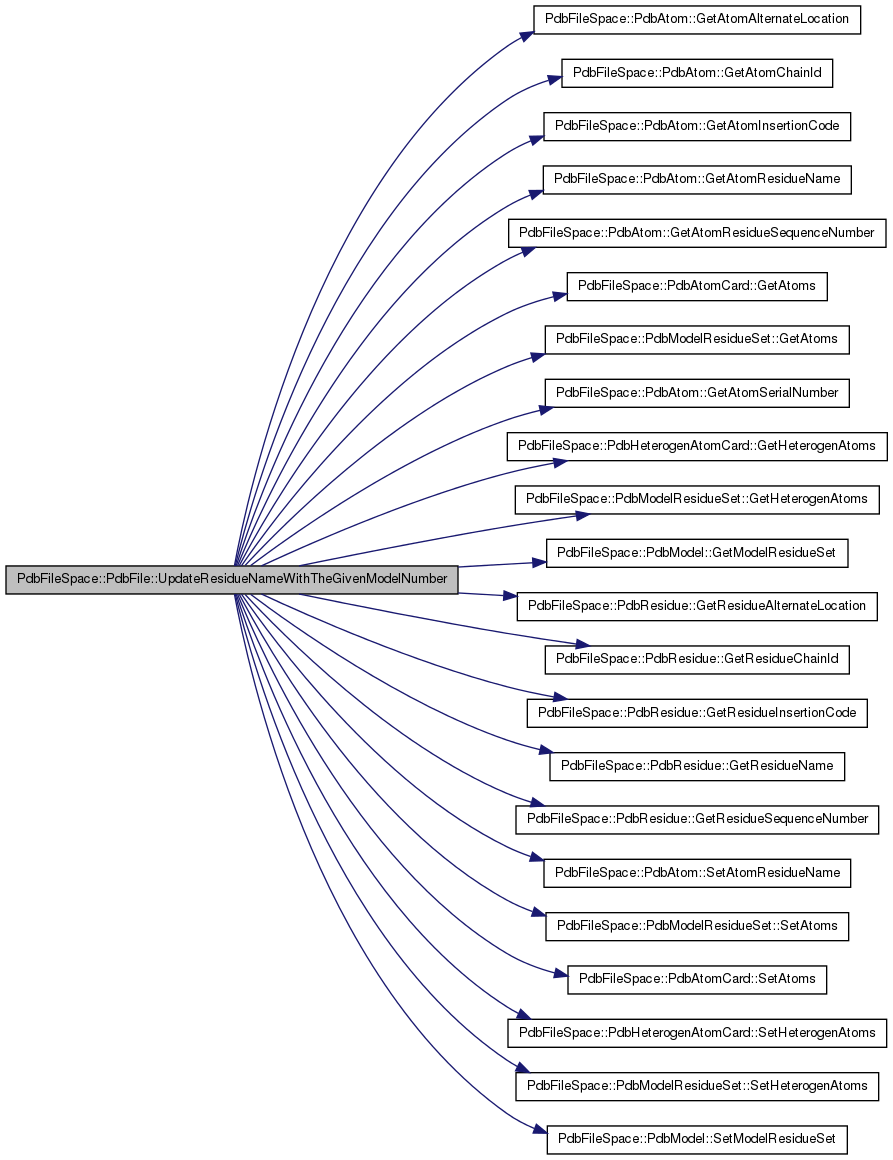 PdbFileSpace::PdbAtom::GetAtomAlternateLocation
PdbFileSpace::PdbAtom::GetAtomChainId
PdbFileSpace::PdbAtom::GetAtomInsertionCode
PdbFileSpace::PdbAtom::GetAtomResidueName
PdbFileSpace::PdbAtom::GetAtomResidueSequenceNumber
PdbFileSpace::PdbAtomCard::GetAtoms
PdbFileSpace::PdbModelResidueSet::GetAtoms
PdbFileSpace::PdbAtom::GetAtomSerialNumber
PdbFileSpace::PdbHeterogenAtomCard::GetHeterogenAtoms
PdbFileSpace::PdbModelResidueSet::GetHeterogenAtoms
PdbFileSpace::PdbModel::GetModelResidueSet
PdbFileSpace::PdbFile::UpdateResidueNameWithTheGivenModelNumber
PdbFileSpace::PdbResidue::GetResidueAlternateLocation
PdbFileSpace::PdbResidue::GetResidueChainId
PdbFileSpace::PdbResidue::GetResidueInsertionCode
PdbFileSpace::PdbResidue::GetResidueName
PdbFileSpace::PdbResidue::GetResidueSequenceNumber
PdbFileSpace::PdbAtom::SetAtomResidueName
PdbFileSpace::PdbModelResidueSet::SetAtoms
PdbFileSpace::PdbAtomCard::SetAtoms
PdbFileSpace::PdbHeterogenAtomCard::SetHeterogenAtoms
PdbFileSpace::PdbModelResidueSet::SetHeterogenAtoms
PdbFileSpace::PdbModel::SetModelResidueSet